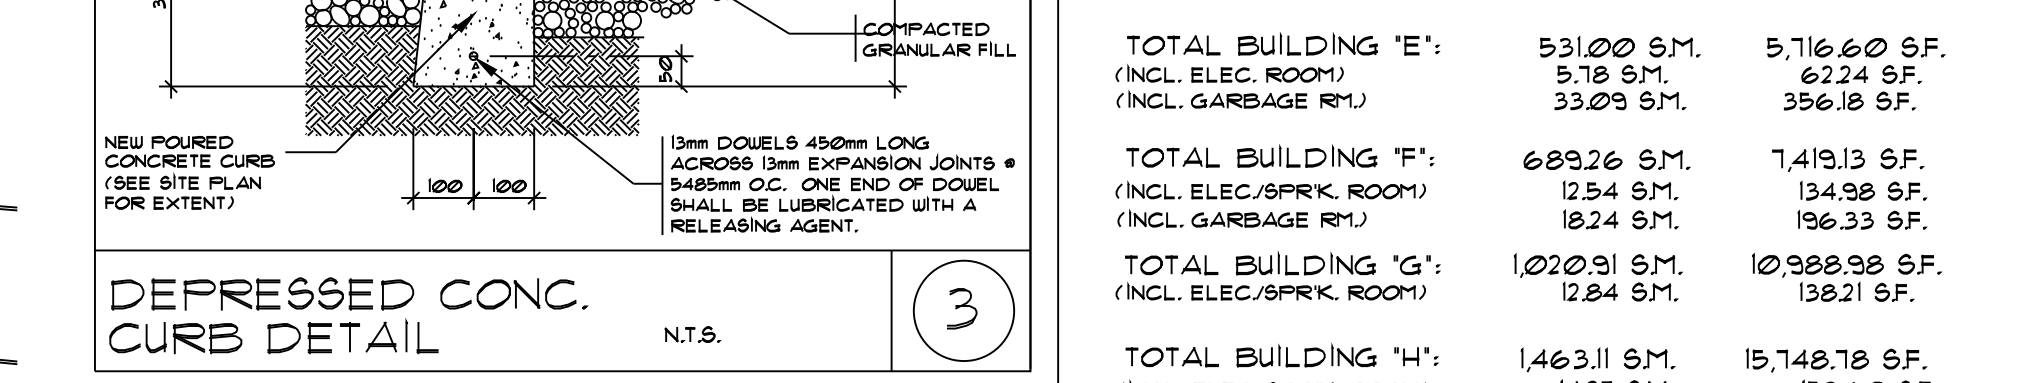 COMPACTED
GRANULAR FILL
50
NEW POURED
CONCRETE CURB
(SEE SITE PLAN
FOR EXTENT)
100 100
13mm DOWELS 450mm LONG
ACROSS 13mm EXPANSION JOINTS @
5485mm O.C. ONE END OF DOWEL
SHALL BE LUBRICATED WITH A
RELEASING AGENT.
DEPRESSED CONC.
CURB DETAIL
N.T.S.
3
TOTAL BUILDING "E": 531.00 S.M. 5,716.60 S.F.
(INCL. ELEC. ROOM) 5.78 S.M. 62.24 S.F.
(INCL. GARBAGE RM.) 33.09 S.M. 356.18 S.F.
TOTAL BUILDING "F": 689.26 S.M. 7,419.13 S.F.
(INCL. ELEC./SPR'K. ROOM) 12.54 S.M. 134.98 S.F.
(INCL. GARBAGE RM.) 18.24 S.M. 196.33 S.F.
TOTAL BUILDING "G": 1,020.91 S.M. 10,988.98 S.F.
(INCL. ELEC./SPR'K. ROOM) 12.84 S.M. 138.21 S.F.
TOTAL BUILDING "H": 1,463.11 S.M. 15,748.78 S.F.